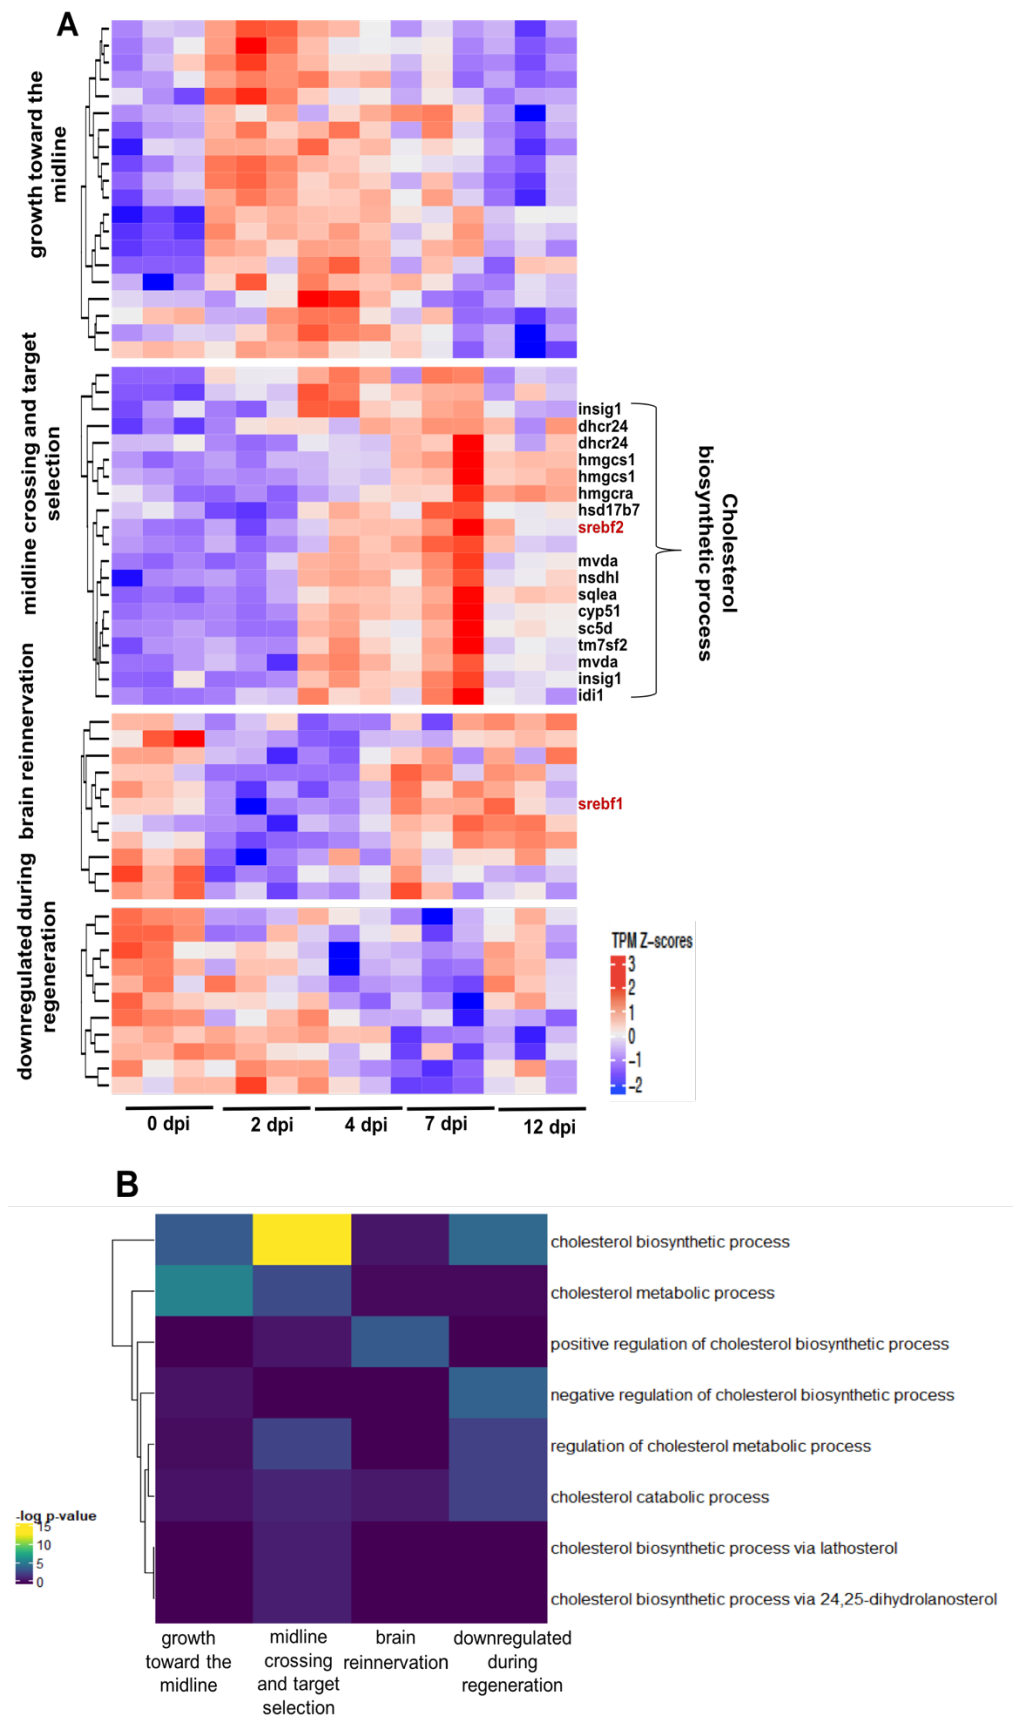 A
growth toward the
midline
midline crossing and target
selection
brain reinnervation
downregulated during
regeneration
insig1
dhcr24
dhcr24
hmgcs1
hmgcs1
hmgcra
hsd17b7
srebf2
mvda
nsdhl
sqlea
cyp51
sc5d
tm7sf2
mvda
insig1
idi1
Cholesterol
biosynthetic process
srebf1
TPM Z-scores
3
2
1
0
-1
-2
0 dpi
2 dpi
4 dpi
7 dpi
12 dpi
B
cholesterol biosynthetic process
cholesterol metabolic process
positive regulation of cholesterol biosynthetic process
negative regulation of cholesterol biosynthetic process
regulation of cholesterol metabolic process
cholesterol catabolic process
cholesterol biosynthetic process via lathosterol
cholesterol biosynthetic process via 24,25-dihydrolanosterol
-log p-value
15
10
5
0
growth
toward the
midline
midline
crossing
and target
selection
brain
reinnervation
downregulated
during
regeneration